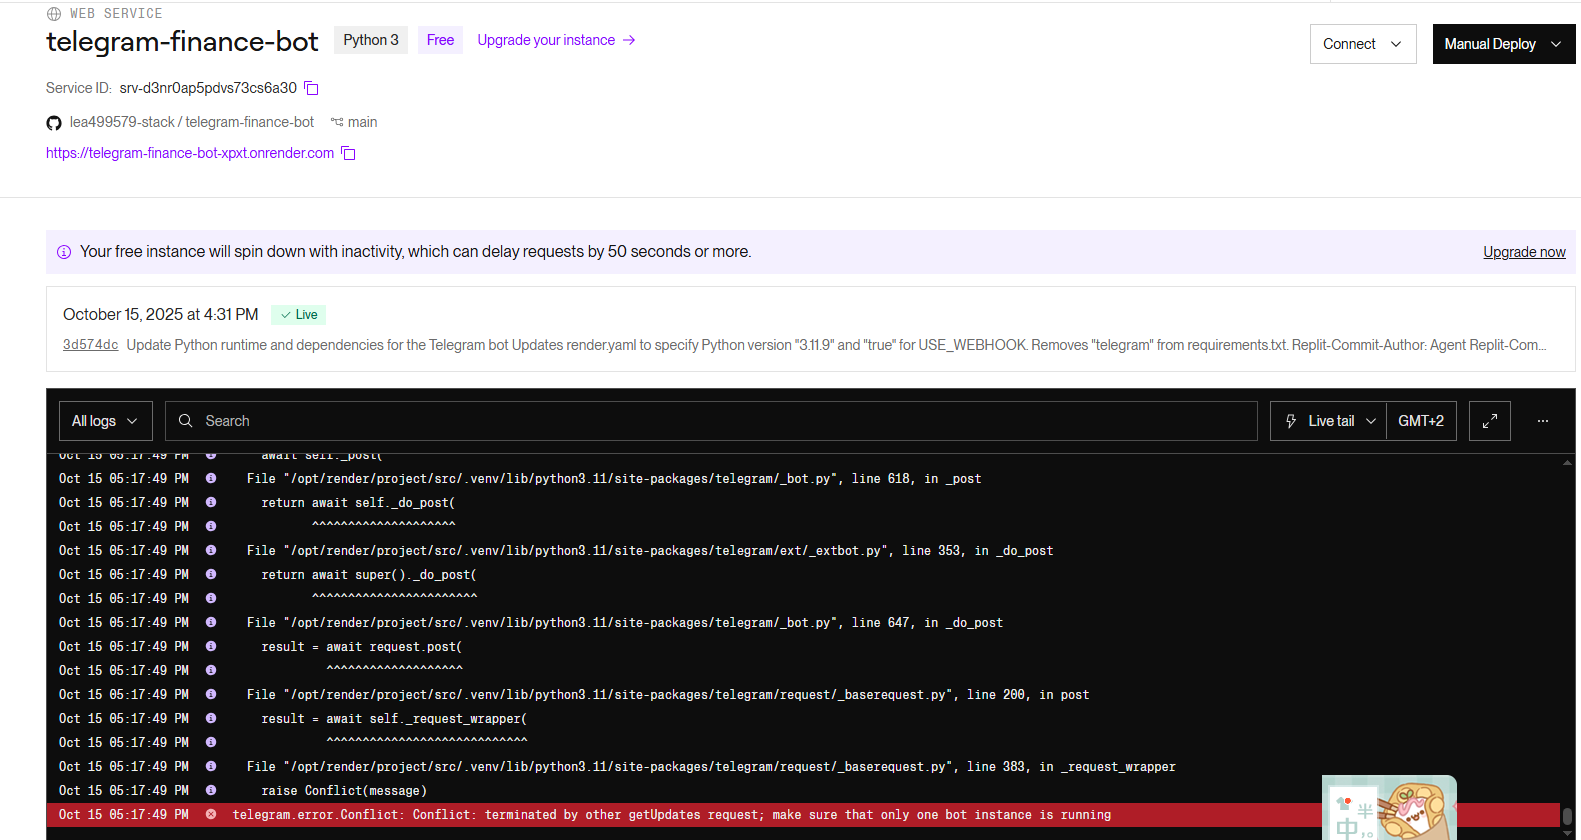 WEB SERVICE
telegram-finance-bot Python 3 Free Upgrade your instance →
Connect Manual Deploy
Service ID: srv-d3nr0ap5pdvs73cs6a30
lea499579-stack / telegram-finance-bot main
https://telegram-finance-bot-xpxt.onrender.com
Your free instance will spin down with inactivity, which can delay requests by 50 seconds or more. Upgrade now
October 15, 2025 at 4:31 PM Live
3d574dc Update Python runtime and dependencies for the Telegram bot Updates render.yaml to specify Python version "3.11.9" and "true" for USE_WEBHOOK. Removes "telegram" from requirements.txt. Replit-Commit-Author: Agent Replit-Com...
All logs Search Live tail GMT+2 ...
Oct 15 05:17:49 PM await self._post(
Oct 15 05:17:49 PM File "/opt/render/project/src/.venv/lib/python3.11/site-packages/telegram/_bot.py", line 618, in _post
Oct 15 05:17:49 PM return await self._do_post(
Oct 15 05:17:49 PM ^^^^^^^^^^^^^^^^^^^^
Oct 15 05:17:49 PM File "/opt/render/project/src/.venv/lib/python3.11/site-packages/telegram/ext/_extbot.py", line 353, in _do_post
Oct 15 05:17:49 PM return await super()._do_post(
Oct 15 05:17:49 PM ^^^^^^^^^^^^^^^^^^^^^^^
Oct 15 05:17:49 PM File "/opt/render/project/src/.venv/lib/python3.11/site-packages/telegram/_bot.py", line 647, in _do_post
Oct 15 05:17:49 PM result = await request.post(
Oct 15 05:17:49 PM ^^^^^^^^^^^^^^^^^^^
Oct 15 05:17:49 PM File "/opt/render/project/src/.venv/lib/python3.11/site-packages/telegram/request/_baserequest.py", line 200, in post
Oct 15 05:17:49 PM result = await self._request_wrapper(
Oct 15 05:17:49 PM ^^^^^^^^^^^^^^^^^^^^^^^^^^^^
Oct 15 05:17:49 PM File "/opt/render/project/src/.venv/lib/python3.11/site-packages/telegram/request/_baserequest.py", line 383, in _request_wrapper
Oct 15 05:17:49 PM raise Conflict(message)
Oct 15 05:17:49 PM telegram.error.Conflict: Conflict: terminated by other getUpdates request; make sure that only one bot instance is running
半
中 ,。